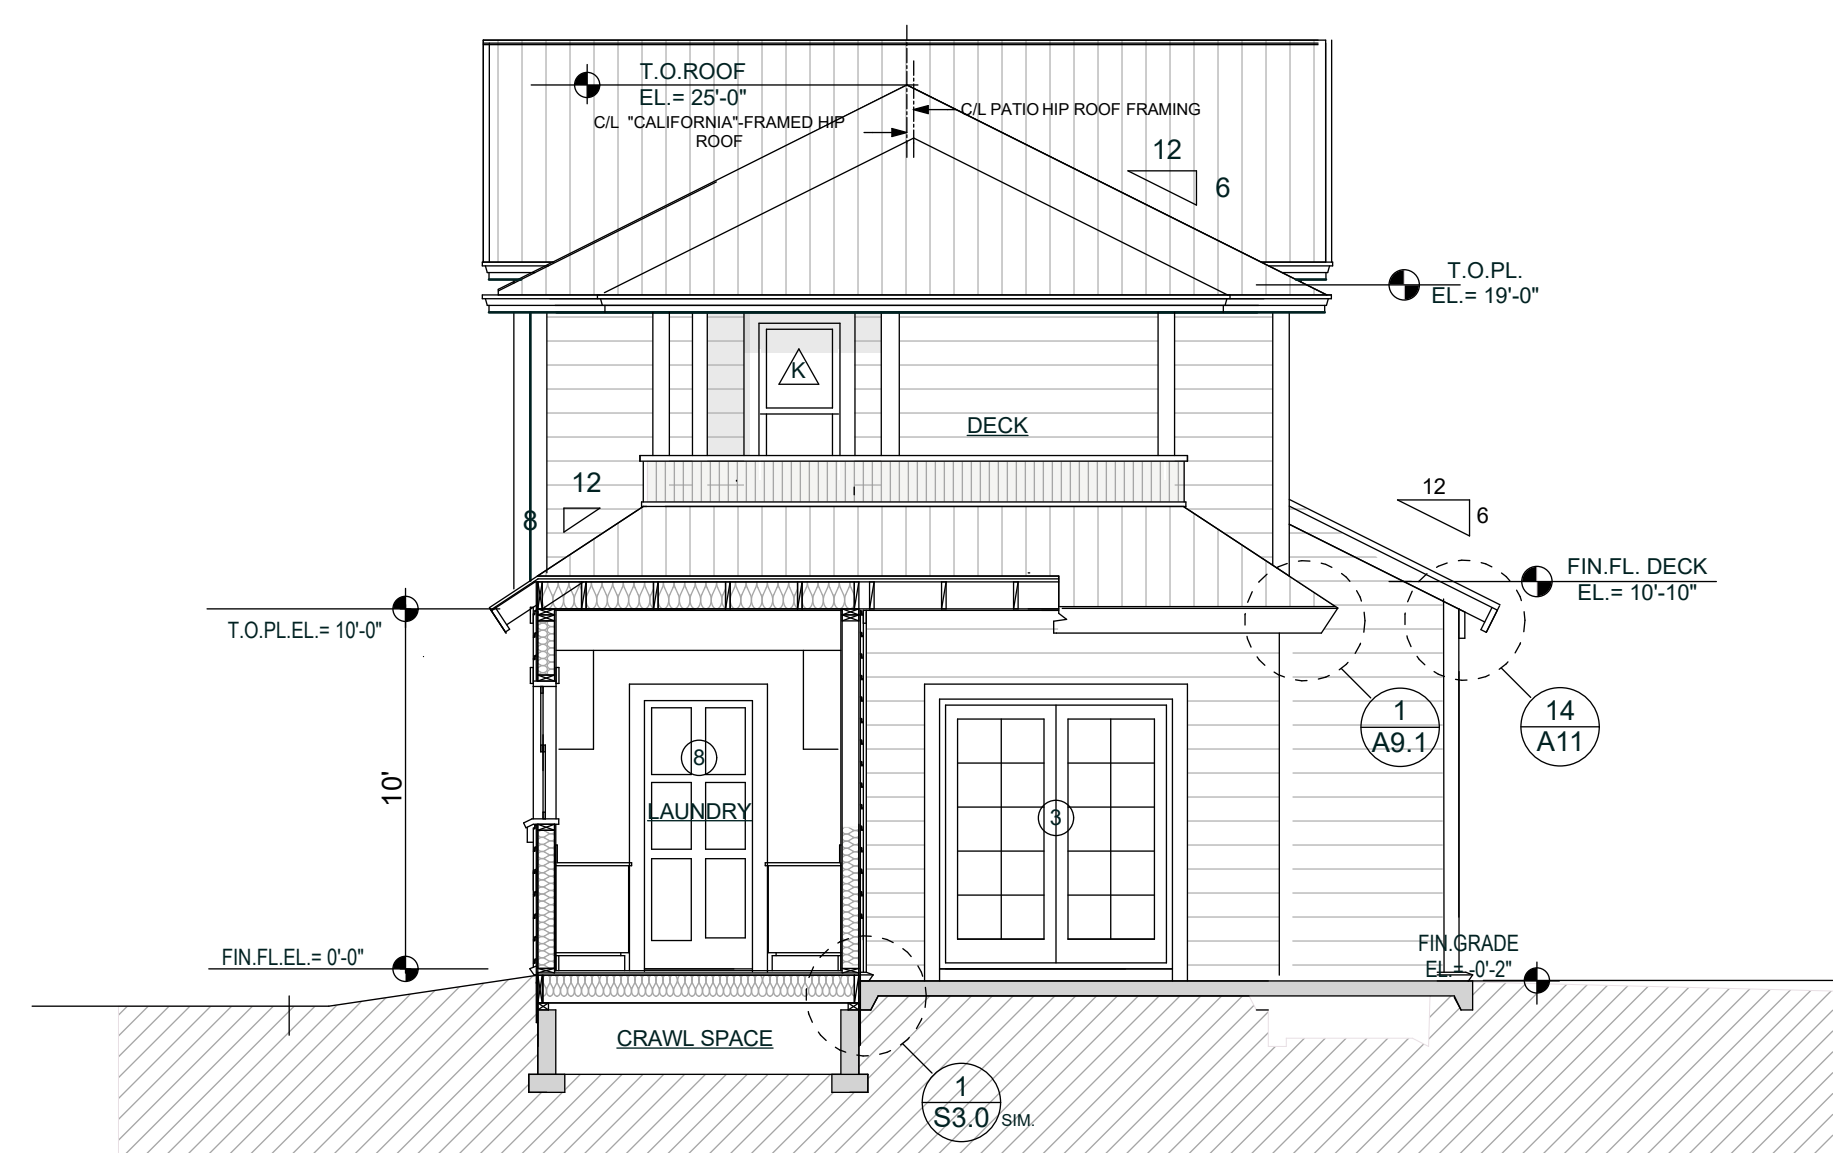 T.O.ROOF
EL.= 25'-0"
C/L "CALIFORNIA"-FRAMED HIP
ROOF
C/L PATIO HIP ROOF FRAMING
12
6
T.O.PL.
EL.= 19'-0"
K
DECK
12
8
12
6
FIN.FL. DECK
EL.= 10'-10"
T.O.PL.EL.= 10'-0"
10'
1
A9.1
14
A11
8
LAUNDRY
3
FIN.FL.EL.= 0'-0"
FIN.GRADE
EL.= -0'-2"
CRAWL SPACE
1
S3.0 SIM.